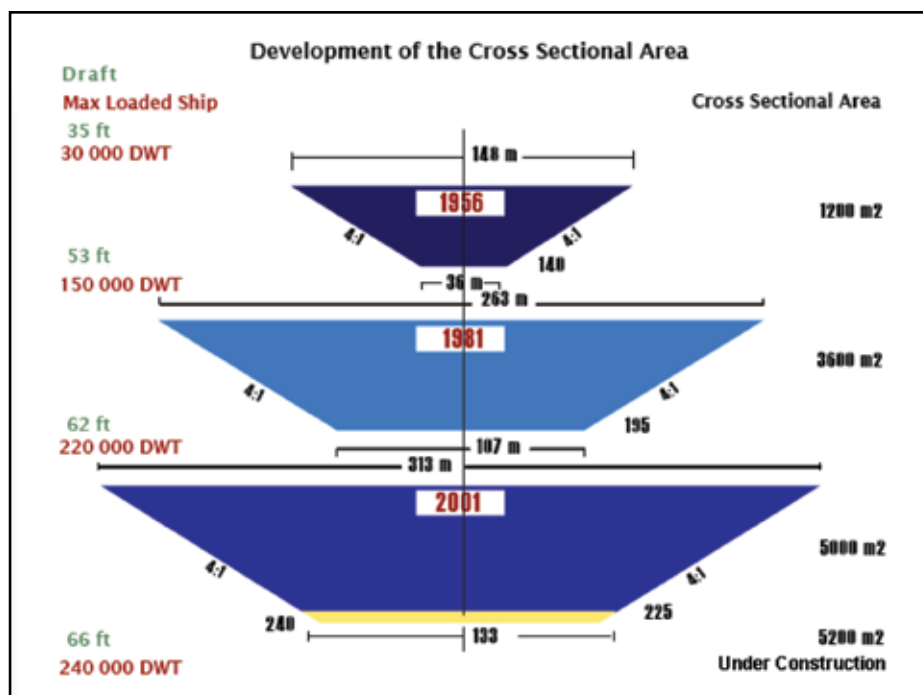 Development of the Cross Sectional Area
Draft
Max Loaded Ship
Cross Sectional Area
35 ft
30 000 DWT
148 m
1956
1200 m2
4:1
4:1
140
53 ft
150 000 DWT
36 m
263 m
1981
3600 m2
4:1
4:1
195
62 ft
220 000 DWT
107 m
313 m
2001
5000 m2
4:1
4:1
240
225
133
66 ft
5200 m2
240 000 DWT
Under Construction